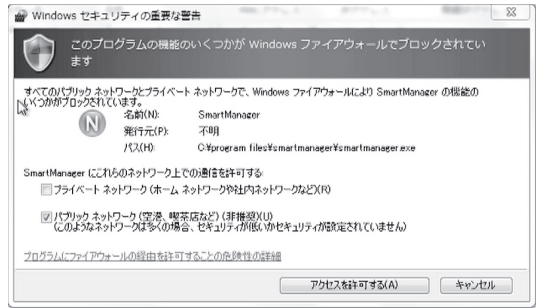 Windows セキュリティの重要な警告
このプログラムの機能のいくつかが Windows ファイアウォールでブロックされてい
ます
すべてのパブリック ネットワークとプライベート ネットワークで、Windows ファイアウォールにより SmartManager の機能の
いくつかがブロックされています。
名前(N): SmartManager
発行元(P): 不明
パス(H): C:¥program files¥smartmanager¥smartmanager.exe
SmartManager にこれらのネットワーク上での通信を許可する:
プライベート ネットワーク (ホーム ネットワークや社内ネットワークなど)(R)
パブリック ネットワーク (空港、喫茶店など) (非推奨)(U)
(このようなネットワークは多くの場合、セキュリティが低いかセキュリティが設定されていません)
プログラムにファイアウォールの経由を許可することの危険性の詳細
アクセスを許可する(A) キャンセル